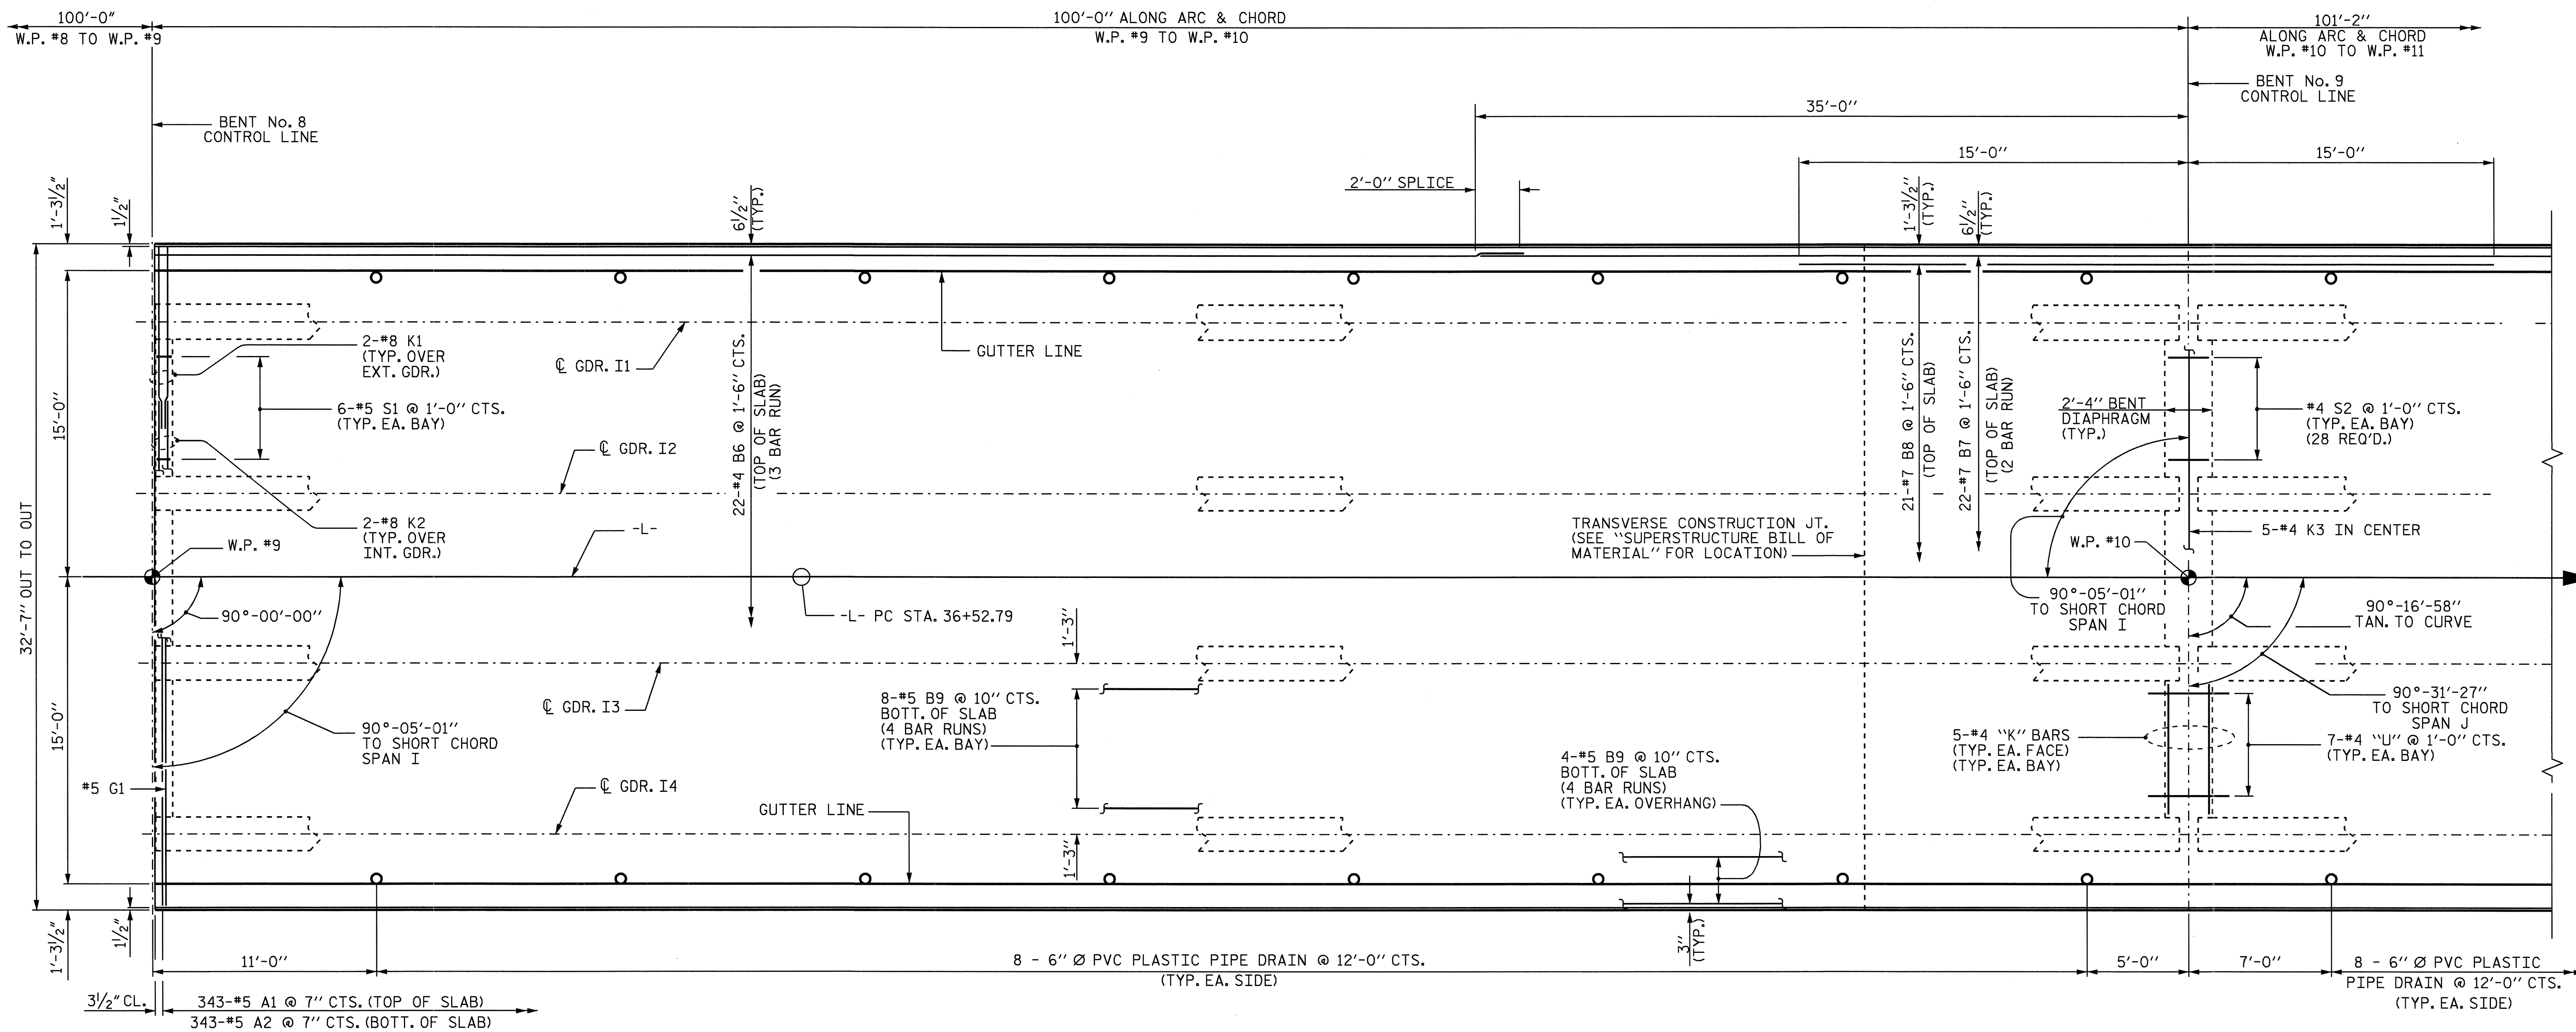 100'-0"
W.P. #8 TO W.P. #9
100'-0" ALONG ARC & CHORD
W.P. #9 TO W.P. #10
101'-2"
ALONG ARC & CHORD
W.P. #10 TO W.P. #11
BENT No. 8
CONTROL LINE
BENT No. 9
CONTROL LINE
35'-0"
15'-0"
15'-0"
2'-0" SPLICE
1'-3½"
1½"
6½"
(TYP.)
1'-3½"
(TYP.)
6½"
(TYP.)
32'-7" OUT TO OUT
15'-0"
15'-0"
2-#8 K1
(TYP. OVER
EXT. GDR.)
6-#5 S1 @ 1'-0" CTS.
(TYP. EA. BAY)
2-#8 K2
(TYP. OVER
INT. GDR.)
W.P. #9
℄ GDR. I1
℄ GDR. I2
-L-
22-#4 B6 @ 1'-6" CTS.
(TOP OF SLAB)
(3 BAR RUN)
GUTTER LINE
21-#7 B8 @ 1'-6" CTS.
(TOP OF SLAB)
22-#7 B7 @ 1'-6" CTS.
(TOP OF SLAB)
(2 BAR RUN)
2'-4" BENT
DIAPHRAGM
(TYP.)
#4 S2 @ 1'-0" CTS.
(TYP. EA. BAY)
(28 REQ'D.)
TRANSVERSE CONSTRUCTION JT.
(SEE "SUPERSTRUCTURE BILL OF
MATERIAL" FOR LOCATION)
5-#4 K3 IN CENTER
W.P. #10
90°-00'-00"
-L- PC STA. 36+52.79
90°-05'-01"
TO SHORT CHORD
SPAN I
90°-16'-58"
TAN. TO CURVE
1'-3"
℄ GDR. I3
8-#5 B9 @ 10" CTS.
BOTT. OF SLAB
(4 BAR RUNS)
(TYP. EA. BAY)
90°-05'-01"
TO SHORT CHORD
SPAN I
90°-31'-27"
TO SHORT CHORD
SPAN J
5-#4 "K" BARS
(TYP. EA. FACE)
(TYP. EA. BAY)
7-#4 "U" @ 1'-0" CTS.
(TYP. EA. BAY)
4-#5 B9 @ 10" CTS.
BOTT. OF SLAB
(4 BAR RUNS)
(TYP. EA. OVERHANG)
#5 G1
℄ GDR. I4
GUTTER LINE
1'-3"
1'-3½"
1½"
3"
(TYP.)
11'-0"
8 - 6" Ø PVC PLASTIC PIPE DRAIN @ 12'-0" CTS.
(TYP. EA. SIDE)
5'-0"
7'-0"
8 - 6" Ø PVC PLASTIC
PIPE DRAIN @ 12'-0" CTS.
(TYP. EA. SIDE)
3½" CL.
343-#5 A1 @ 7" CTS. (TOP OF SLAB)
343-#5 A2 @ 7" CTS. (BOTT. OF SLAB)